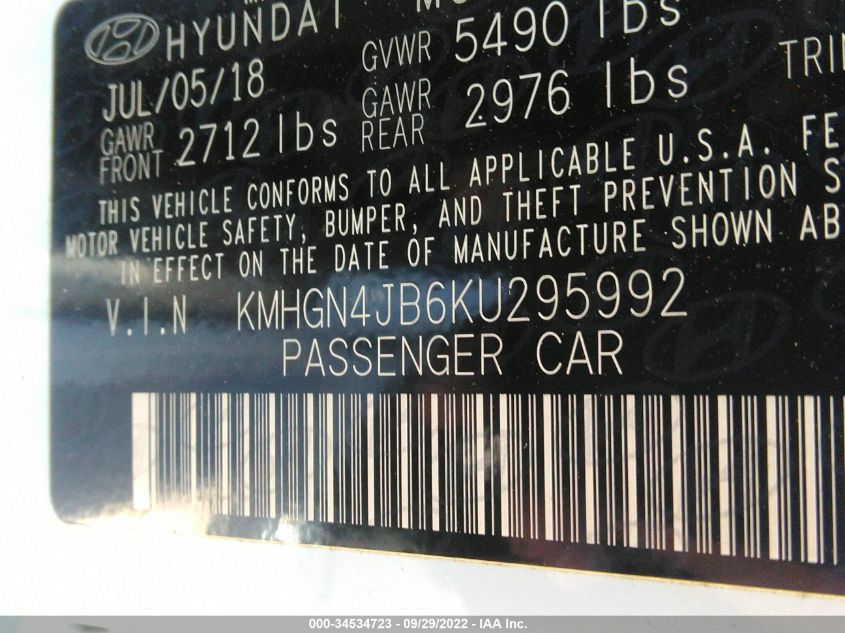 HYUNDAI
JUL/05/18 GVWR 5490 lbs
GAWR FRONT 2712 lbs GAWR REAR 2976 lbs
THIS VEHICLE CONFORMS TO ALL APPLICABLE U.S.A. FE
MOTOR VEHICLE SAFETY, BUMPER, AND THEFT PREVENTION S
IN EFFECT ON THE DATE OF MANUFACTURE SHOWN AB
V.I.N KMHGN4JB6KU295992
PASSENGER CAR
000-34534723 - 09/29/2022 - IAA Inc.